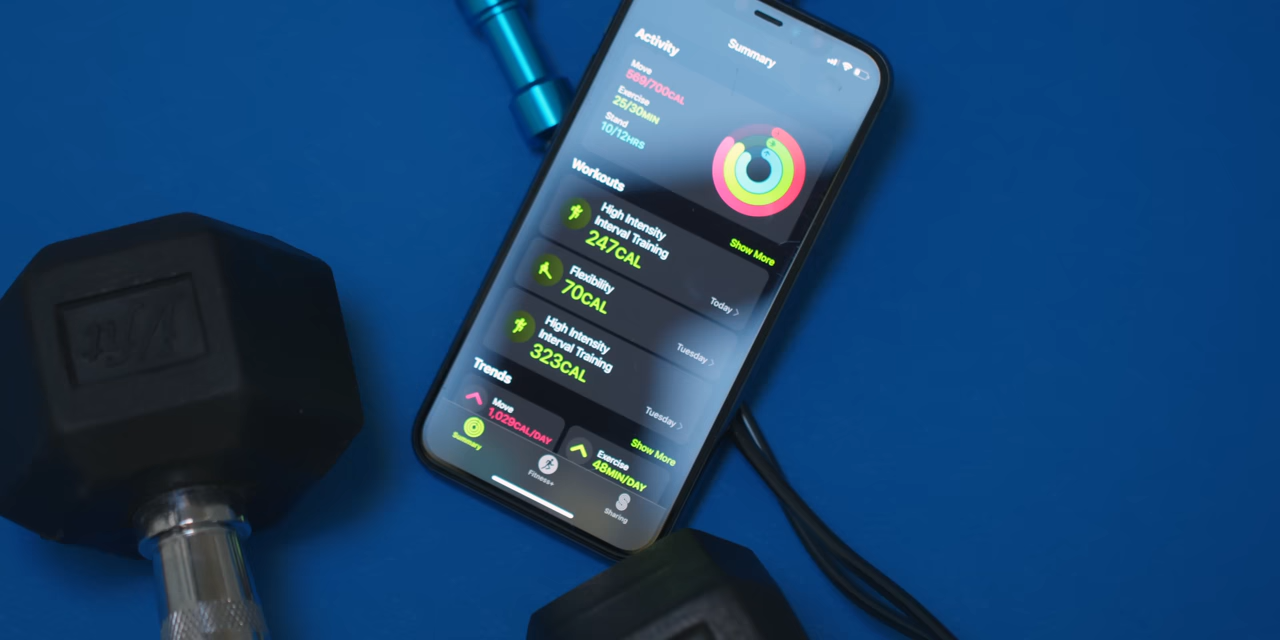 Summary
Activity
Move
569/700CAL
Exercise
25/30MIN
Stand
10/12HRS
Workouts
Show More
High Intensity
Interval Training
247CAL
Today
Flexibility
70CAL
Tuesday
High Intensity
Interval Training
323CAL
Tuesday
Trends
Show More
Move
1,029CAL/DAY
Exercise
48MIN/DAY
Summary
Fitness+
Sharing